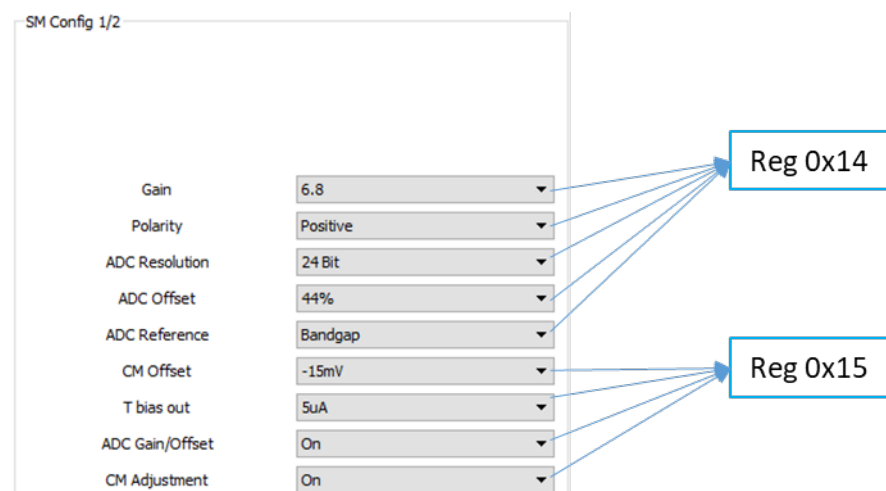 SM Config 1/2
Reg 0x14
Gain 6.8
Polarity Positive
ADC Resolution 24 Bit
ADC Offset 44%
ADC Reference Bandgap
CM Offset -15mV
Reg 0x15
T bias out 5uA
ADC Gain/Offset On
CM Adjustment On